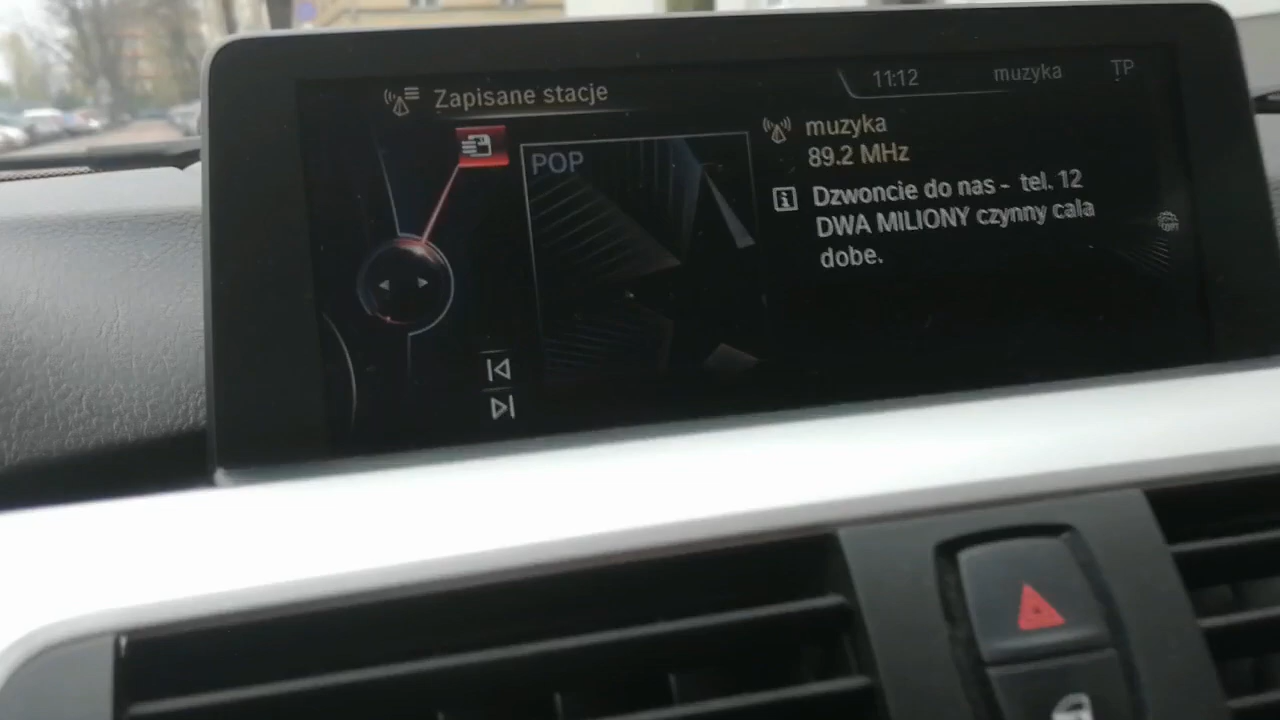 Zapisane stacje
11:12
muzyka
TP
POP
muzyka
89.2 MHz
Dzwoncie do nas - tel. 12
DWA MILIONY czynny cala
dobe.